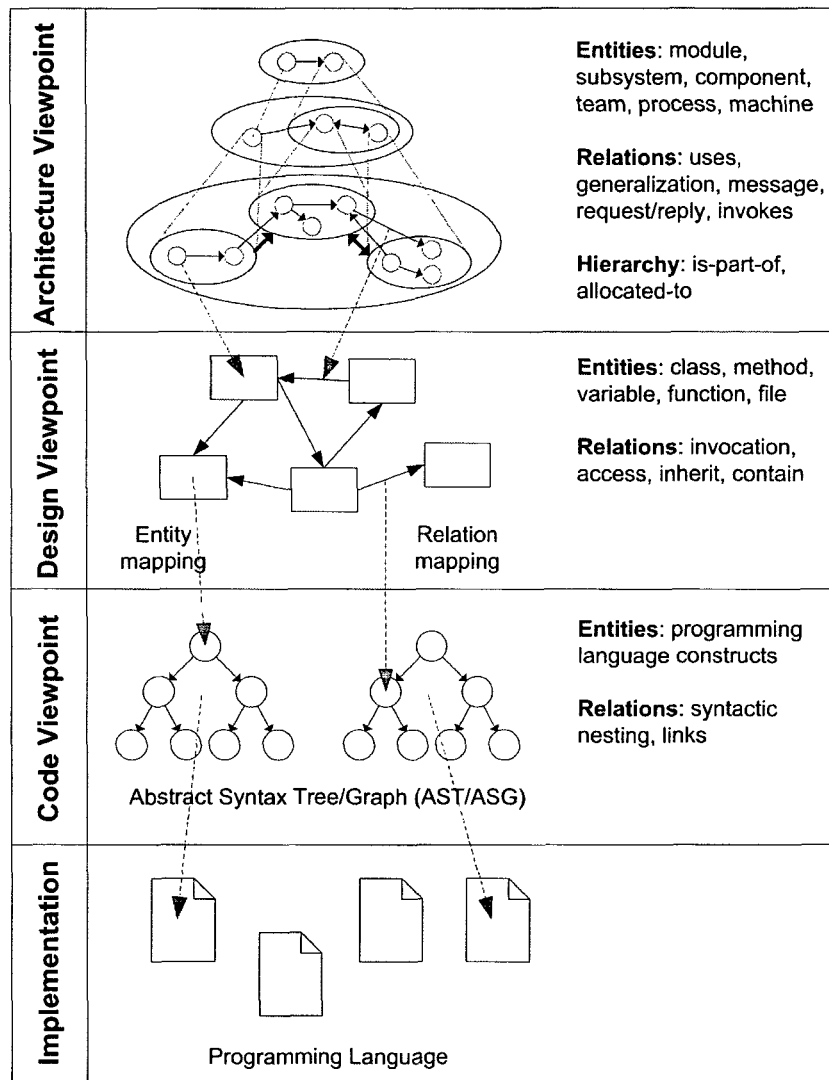 Architecture Viewpoint
Entities: module,
subsystem, component,
team, process, machine
Relations: uses,
generalization, message,
request/reply, invokes
Hierarchy: is-part-of,
allocated-to
Design Viewpoint
Entities: class, method,
variable, function, file
Relations: invocation,
access, inherit, contain
Entity
mapping
Relation
mapping
Code Viewpoint
Entities: programming
language constructs
Relations: syntactic
nesting, links
Abstract Syntax Tree/Graph (AST/ASG)
Implementation
Programming Language